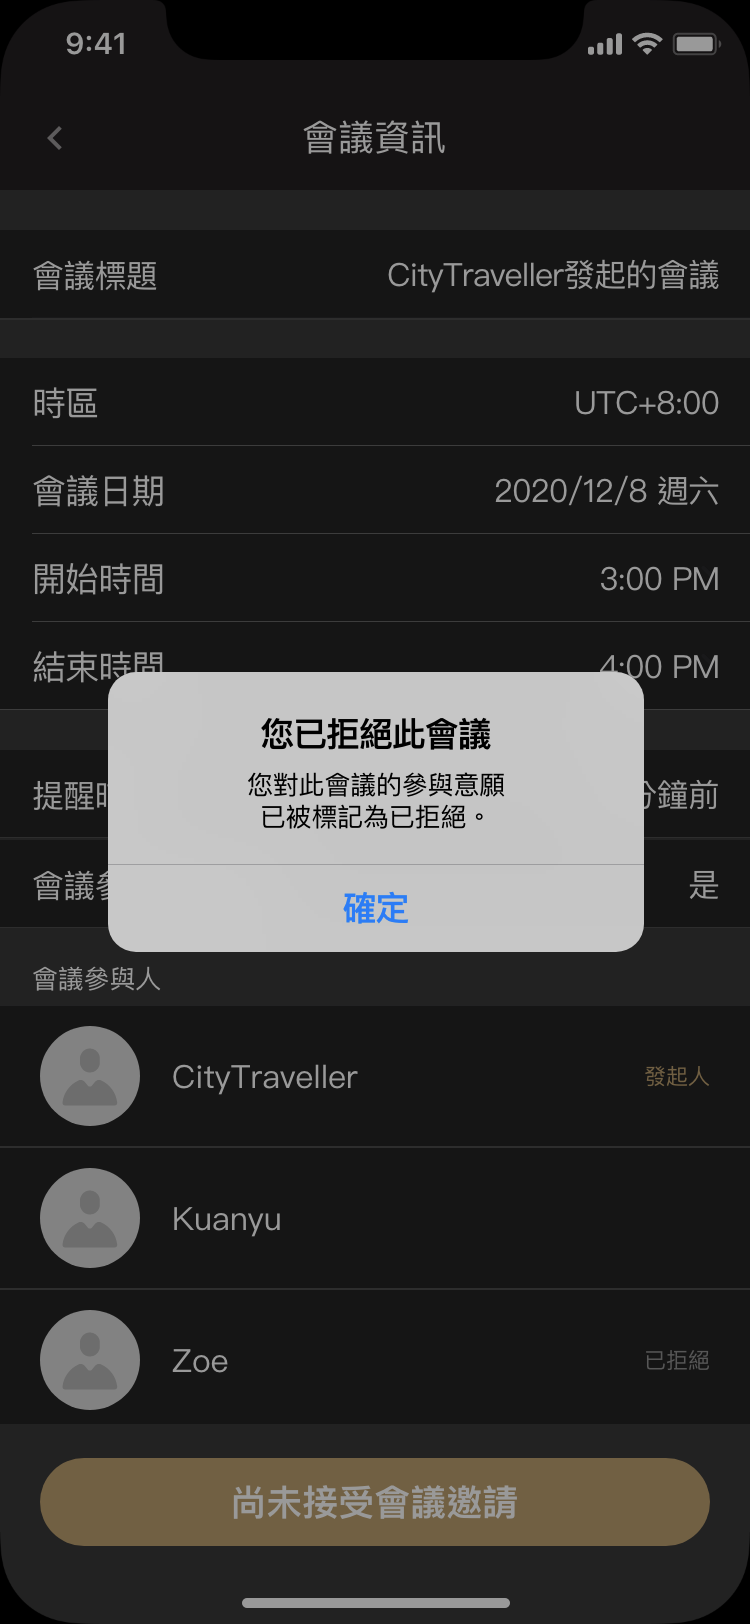 9:41
會議資訊
會議標題 CityTraveller發起的會議
時區 UTC+8:00
會議日期 2020/12/8 週六
開始時間 3:00 PM
結束時間 4:00 PM
您已拒絕此會議
您對此會議的參與意願
已被標記為已拒絕。
確定
提醒 鐘前
會議 是
會議參與人
CityTraveller 發起人
Kuanyu
Zoe 已拒絕
尚未接受會議邀請